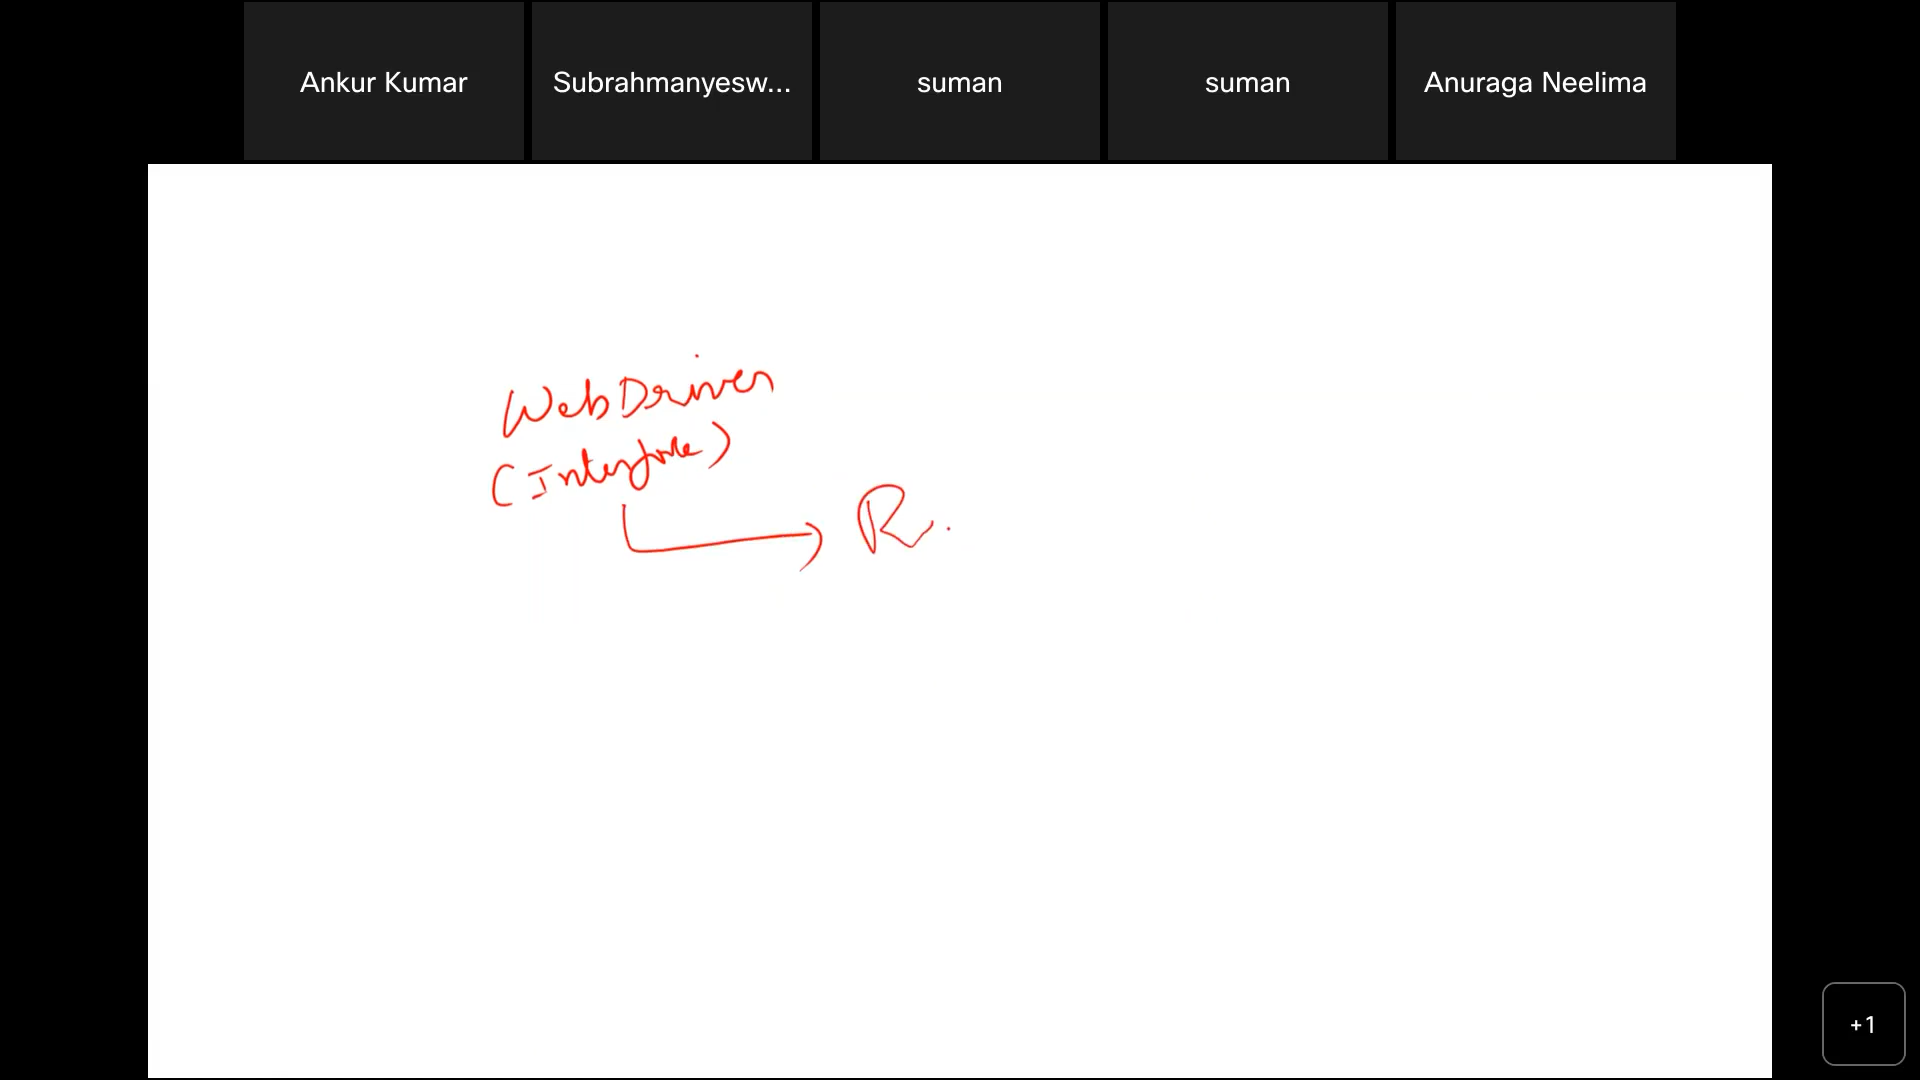 Ankur Kumar
Subrahmanyesw...
suman
suman
Anuraga Neelima
WebDriver
(Interface)
R.
+1